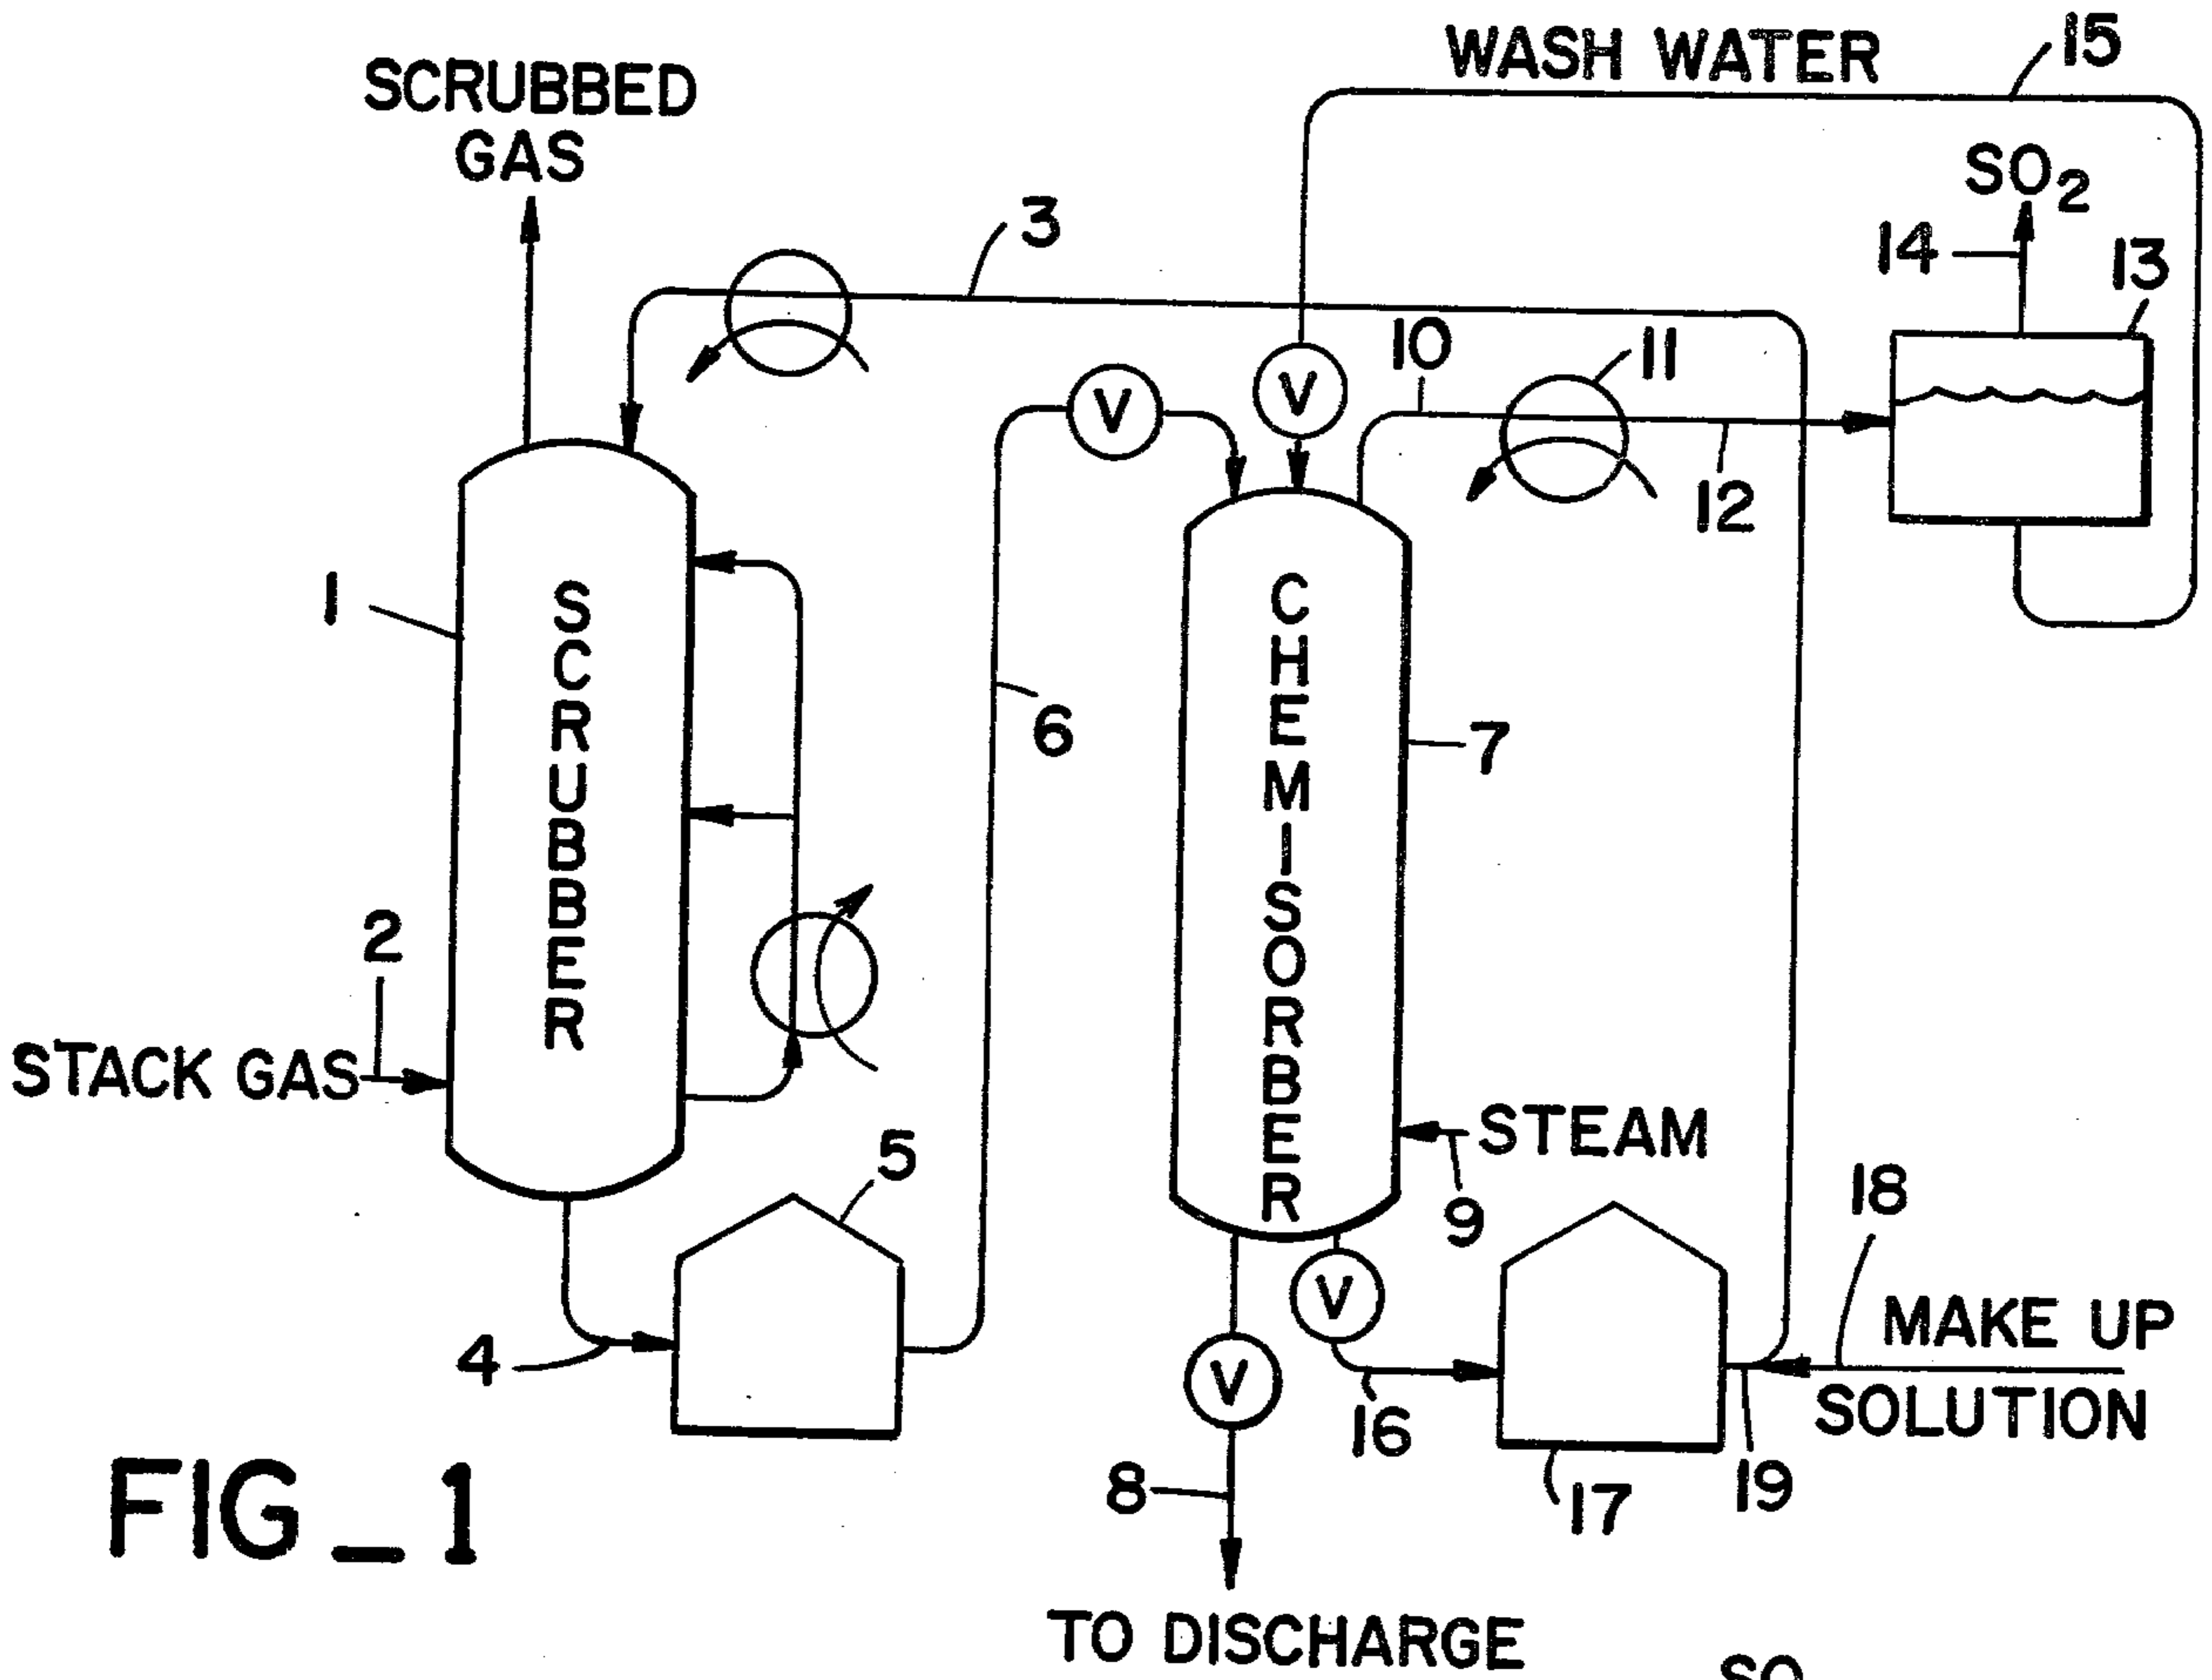 WASH WATER
15
SCRUBBED
GAS
SO2
14
13
3
10
11
12
1
SCRUBBER
CHEMISORBER
V
V
6
7
2
STACK GAS
5
STEAM
9
18
4
V
V
MAKE UP
SOLUTION
16
17
19
8
FIG_1
TO DISCHARGE
SO